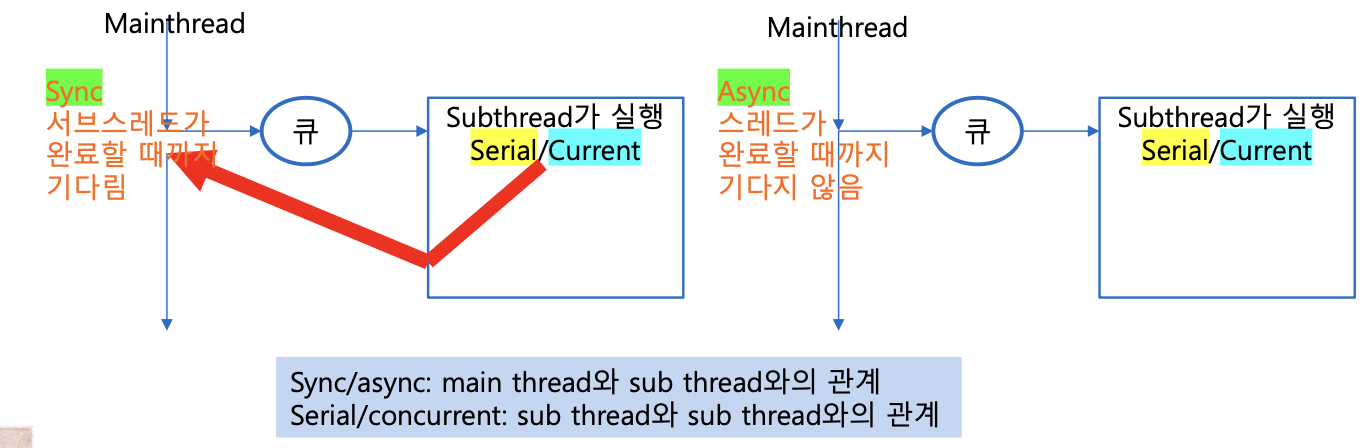 Mainthread
Sync
서브스레드가
완료할 때까지
기다림
큐
Subthread가 실행
Serial/Current
Mainthread
Async
스레드가
완료할 때까지
기다지 않음
큐
Subthread가 실행
Serial/Current
Sync/async: main thread와 sub thread와의 관계
Serial/concurrent: sub thread와 sub thread와의 관계